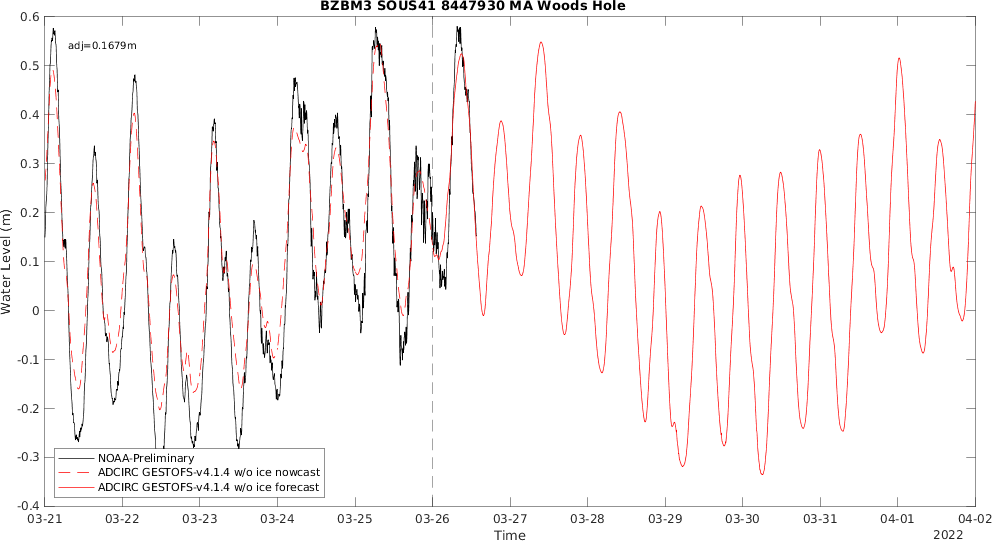 BZBM3 SOUS41 8447930 MA Woods Hole
adj=0.1679m
0.6
0.5
0.4
0.3
0.2
0.1
0
-0.1
-0.2
-0.3
-0.4
Water Level (m)
NOAA-Preliminary
ADCIRC GESTOFS-v4.1.4 w/o ice nowcast
ADCIRC GESTOFS-v4.1.4 w/o ice forecast
03-21 03-22 03-23 03-24 03-25 03-26 03-27 03-28 03-29 03-30 03-31 04-01 04-02
Time
2022